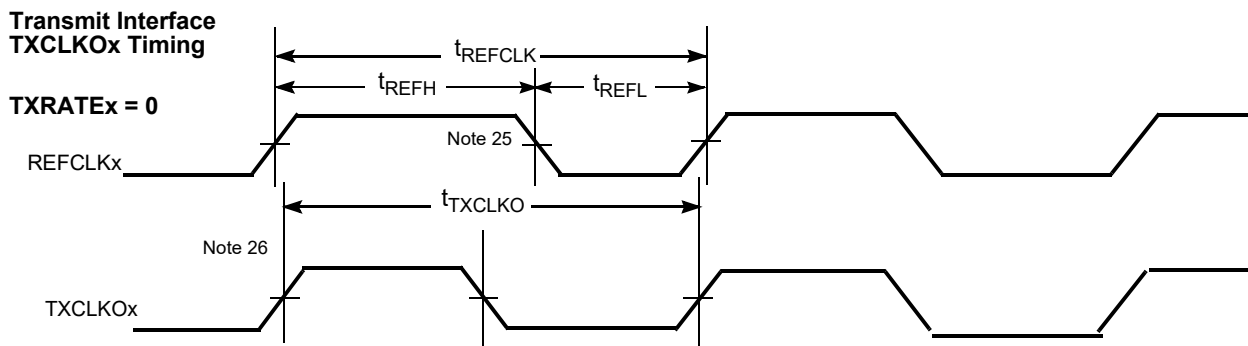 Transmit Interface
TXCLKOx Timing
tREFCLK
tREFH
tREFL
TXRATEx = 0
Note 25
REFCLKx
tTXCLKO
Note 26
TXCLKOx